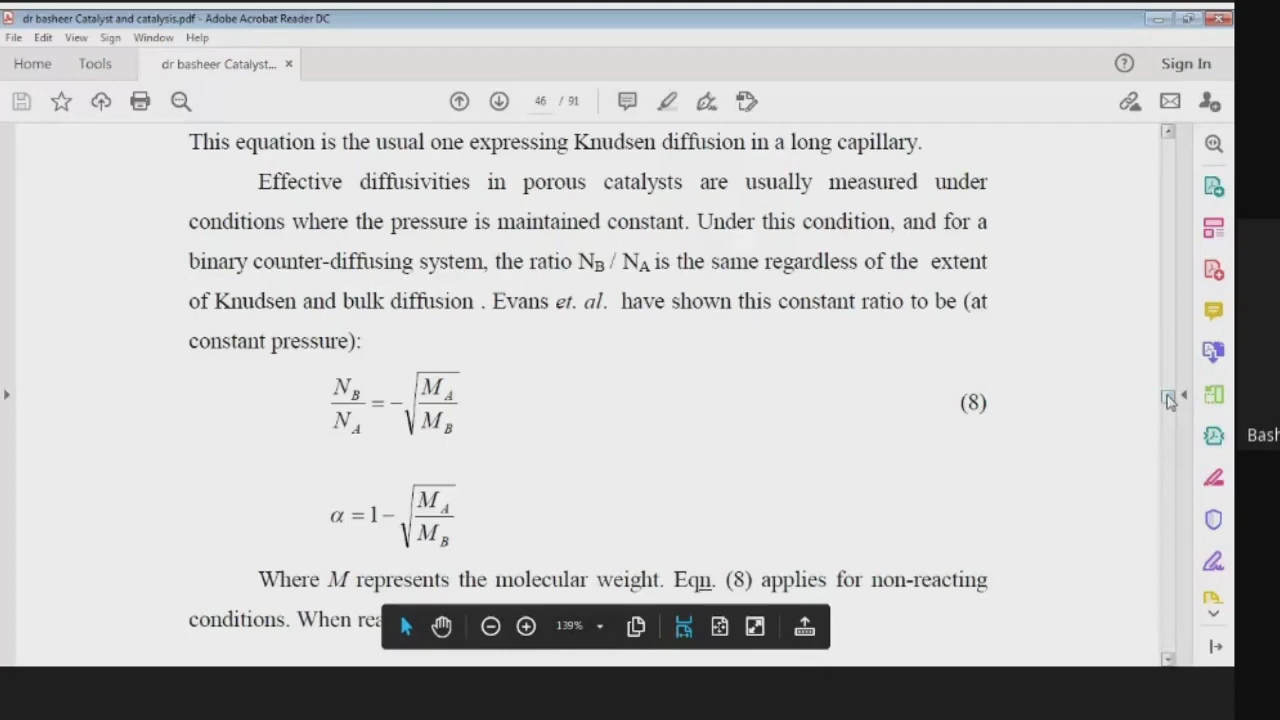 dr basheer Catalyst and catalysis.pdf - Adobe Acrobat Reader DC
File Edit View Sign Window Help
Home Tools dr basheer Catalyst... × Sign In
46 / 91
This equation is the usual one expressing Knudsen diffusion in a long capillary.
Effective diffusivities in porous catalysts are usually measured under
conditions where the pressure is maintained constant. Under this condition, and for a
binary counter-diffusing system, the ratio N_B / N_A is the same regardless of the extent
of Knudsen and bulk diffusion . Evans et. al. have shown this constant ratio to be (at
constant pressure):
N_B / N_A = −√(M_A / M_B) (8)
α = 1 − √(M_A / M_B)
Where M represents the molecular weight. Eqn. (8) applies for non-reacting
conditions. When rea
139%
Bash